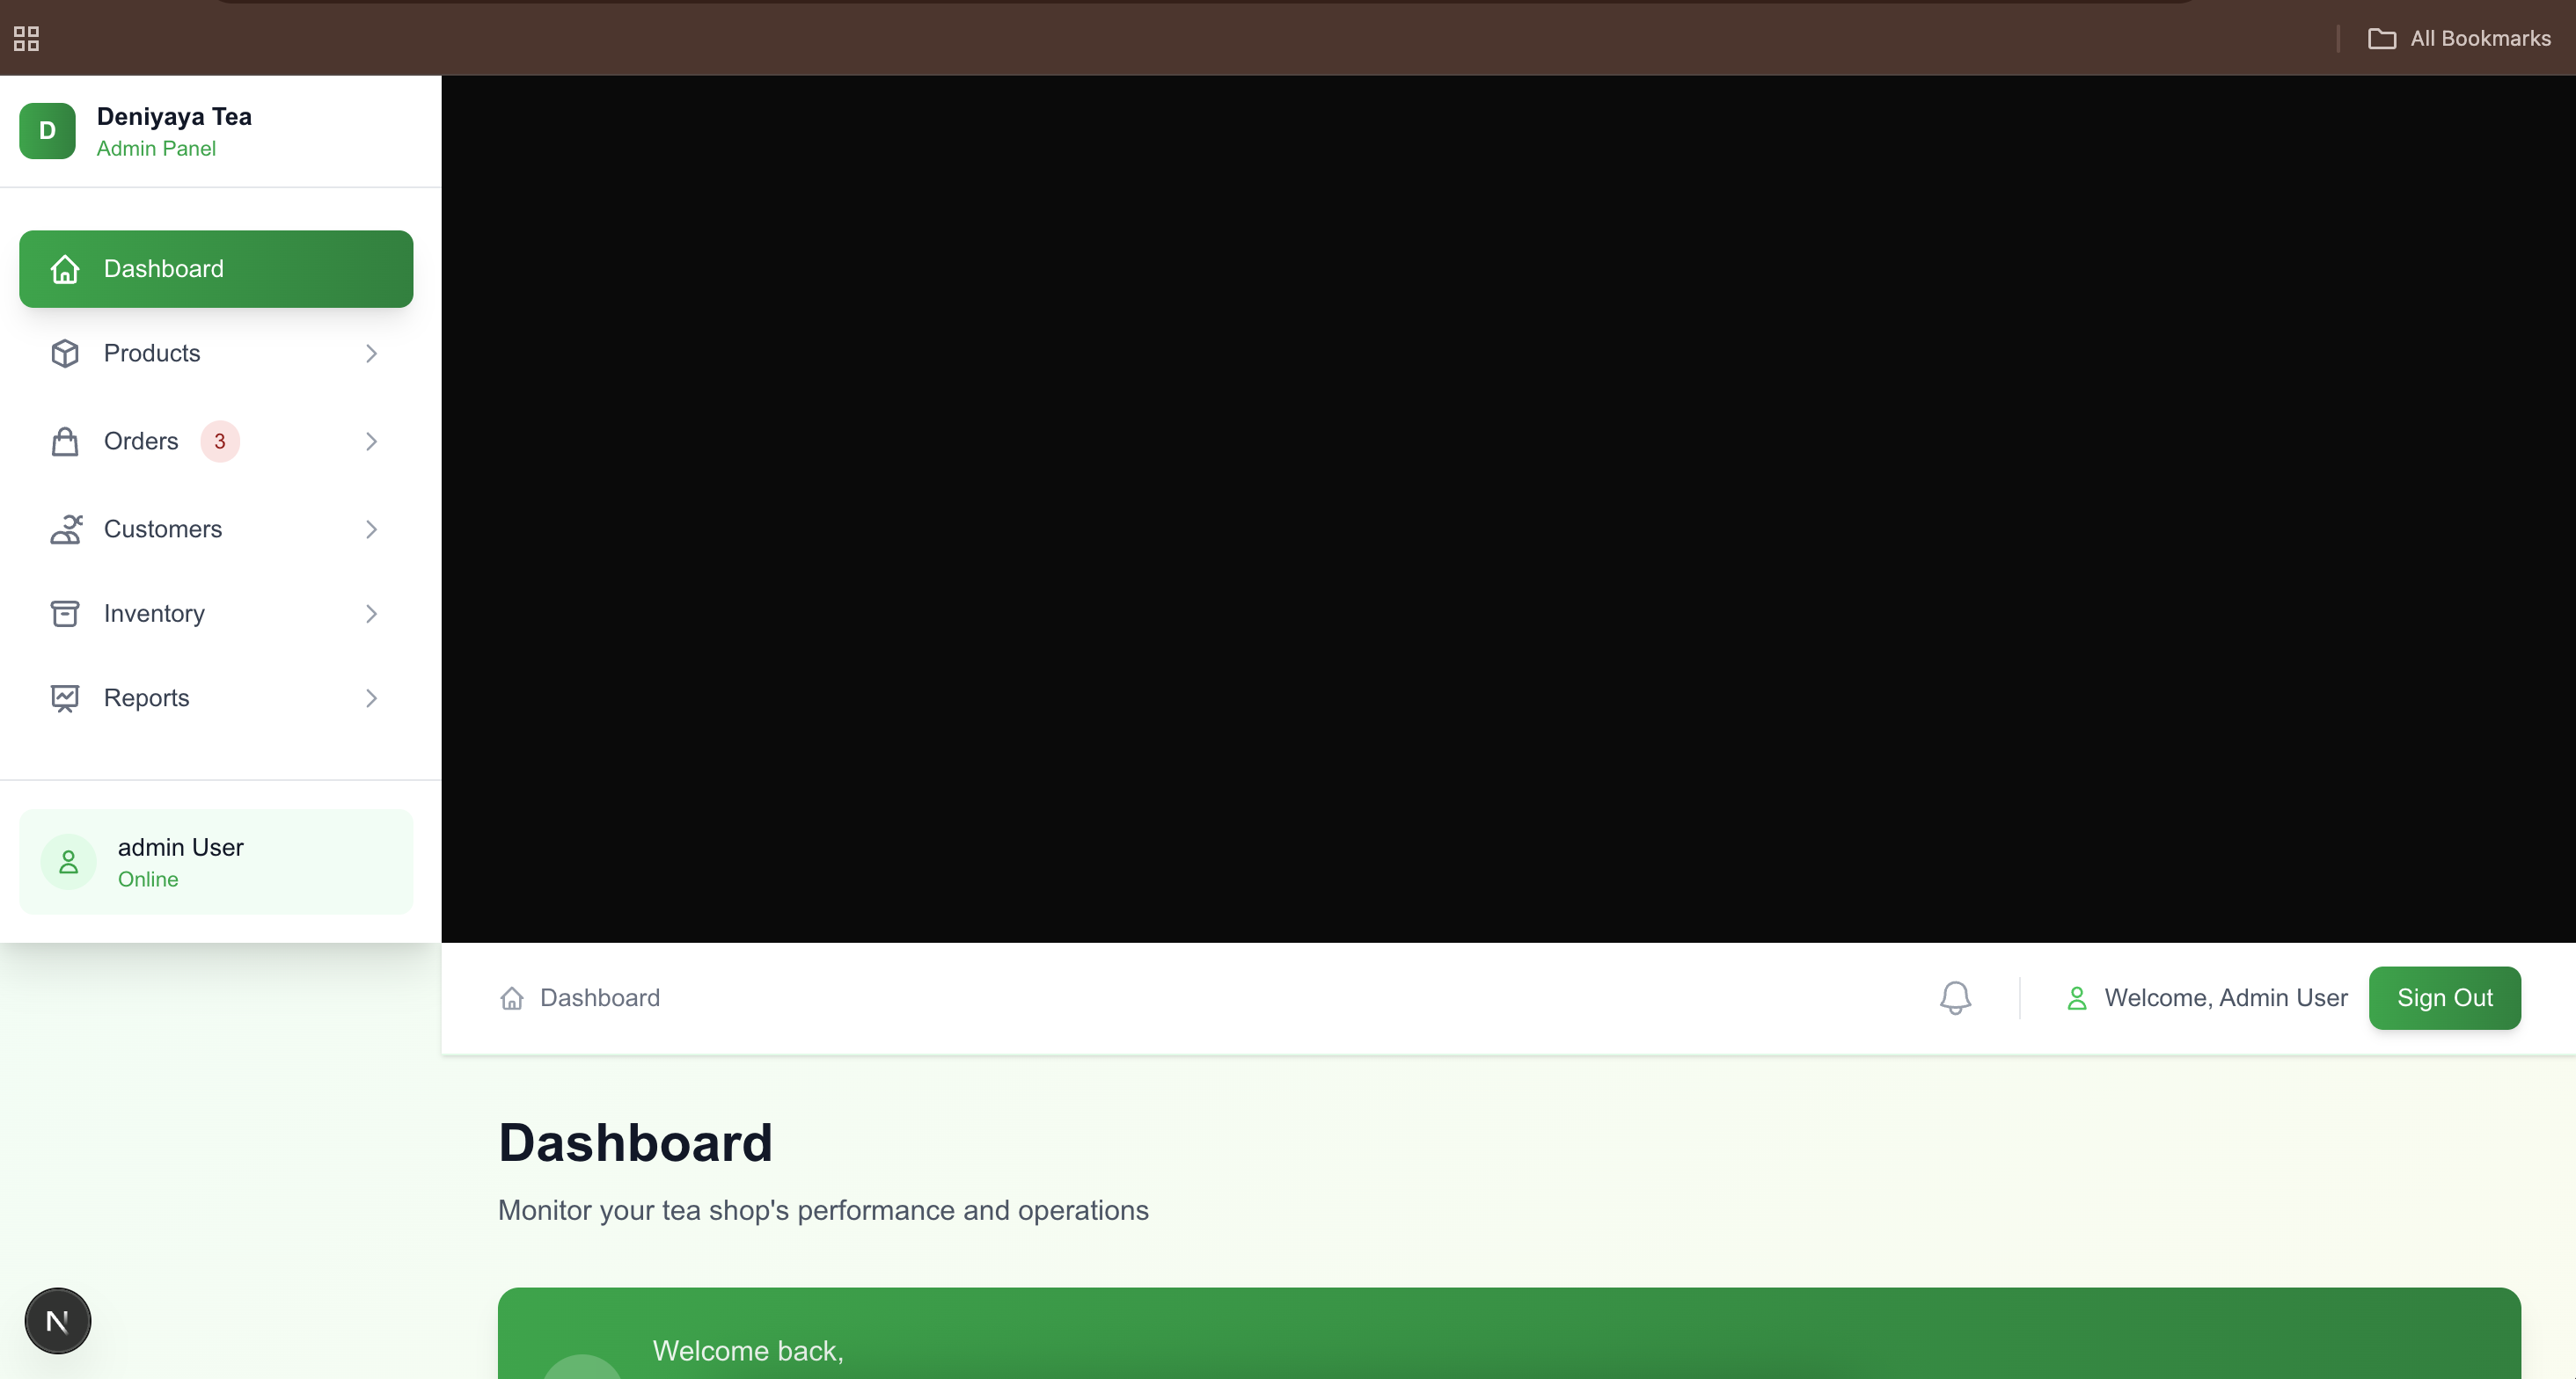 All Bookmarks
D
Deniyaya Tea
Admin Panel
Dashboard
Products
Orders 3
Customers
Inventory
Reports
admin User
Online
Dashboard
Welcome, Admin User
Sign Out
Dashboard
Monitor your tea shop's performance and operations
Welcome back,
N